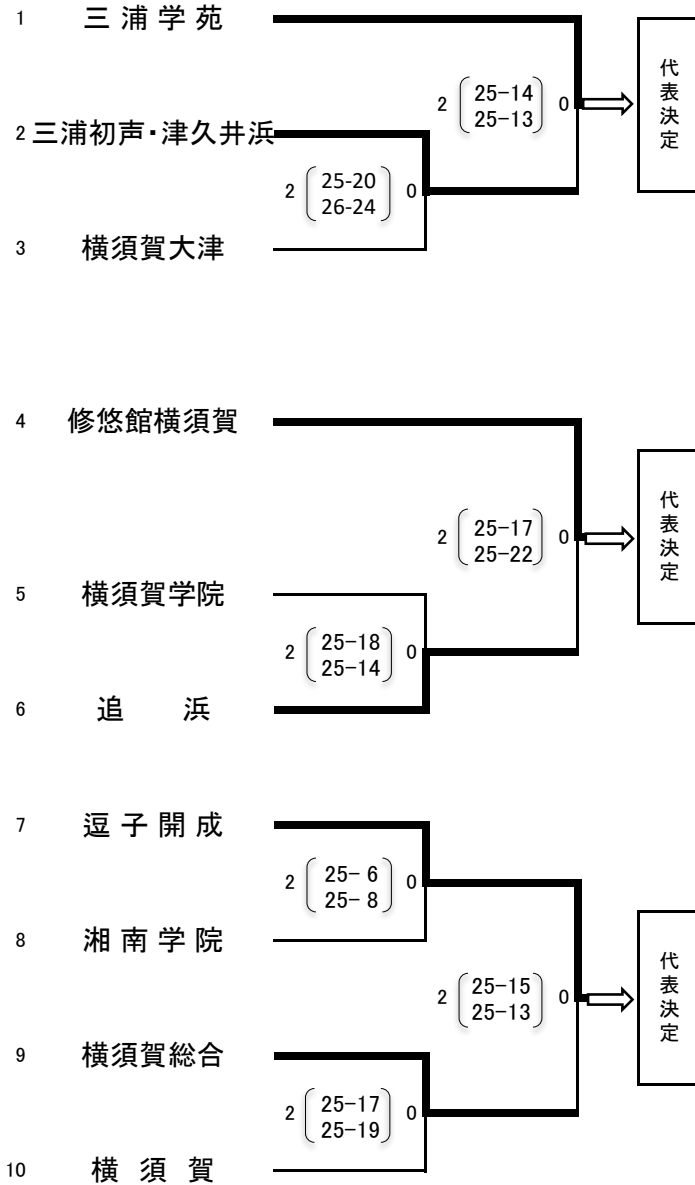 1 三浦学苑
2 (25-14 25-13) 0
代表決定
2 三浦初声・津久井浜
2 (25-20 26-24) 0
3 横須賀大津
4 修悠館横須賀
2 (25-17 25-22) 0
代表決定
5 横須賀学院
2 (25-18 25-14) 0
6 追 浜
7 逗子開成
2 (25- 6 25- 8) 0
8 湘南学院
2 (25-15 25-13) 0
代表決定
9 横須賀総合
2 (25-17 25-19) 0
10 横須賀